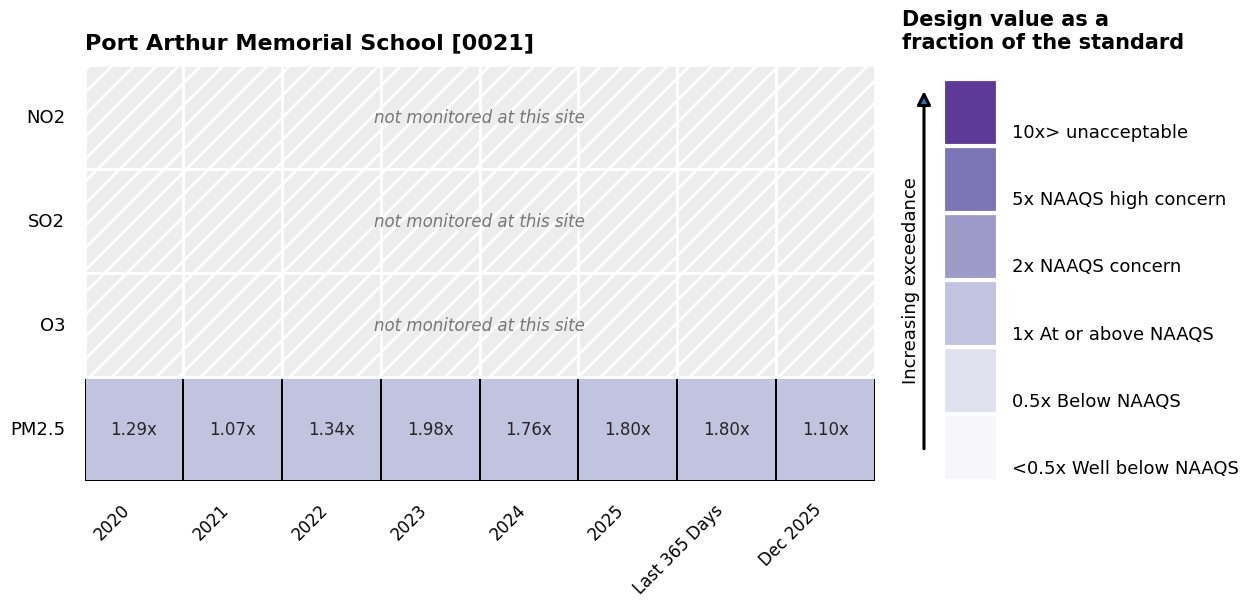 Port Arthur Memorial School [0021]
NO2
not monitored at this site
SO2
not monitored at this site
O3
not monitored at this site
PM2.5
1.29x 1.07x 1.34x 1.98x 1.76x 1.80x 1.80x 1.10x
2020 2021 2022 2023 2024 2025 Last 365 Days Dec 2025
Design value as a
fraction of the standard
Increasing exceedance
10x> unacceptable
5x NAAQS high concern
2x NAAQS concern
1x At or above NAAQS
0.5x Below NAAQS
<0.5x Well below NAAQS